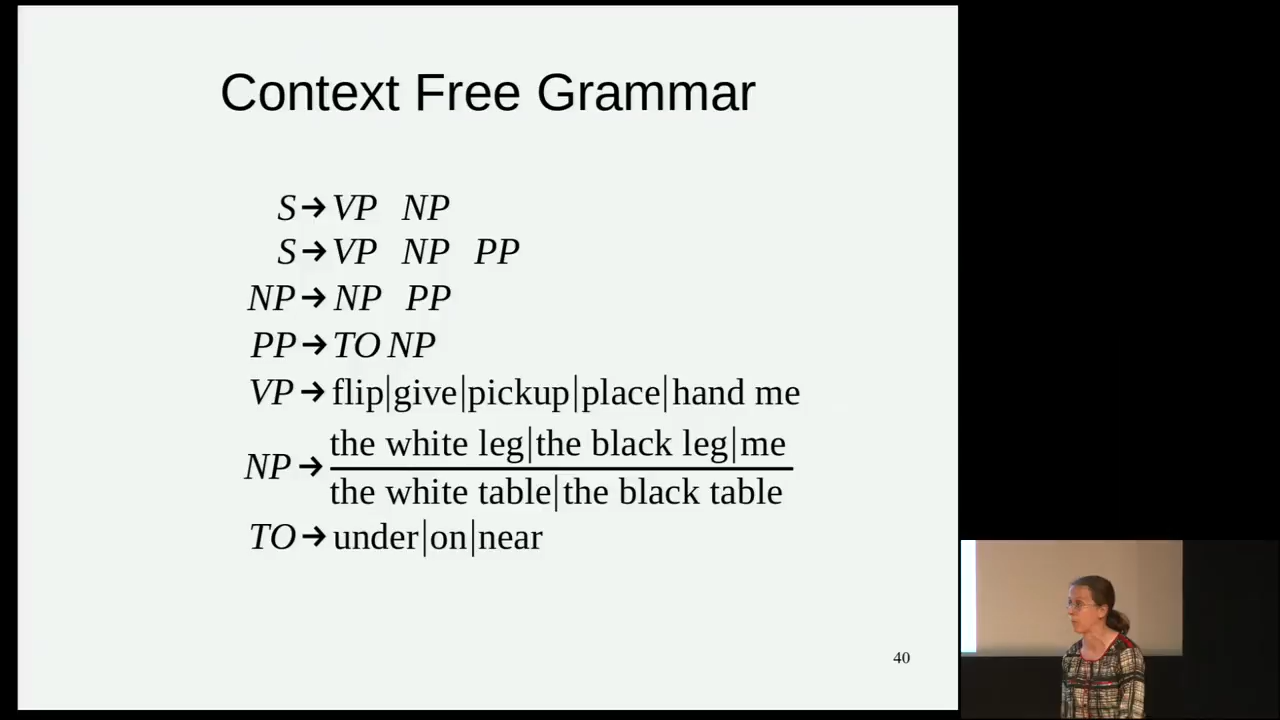 Context Free Grammar
S→VP NP
S→VP NP PP
NP→NP PP
PP→TO NP
VP→flip|give|pickup|place|hand me
NP→the white leg|the black leg|me
the white table|the black table
TO→under|on|near
40